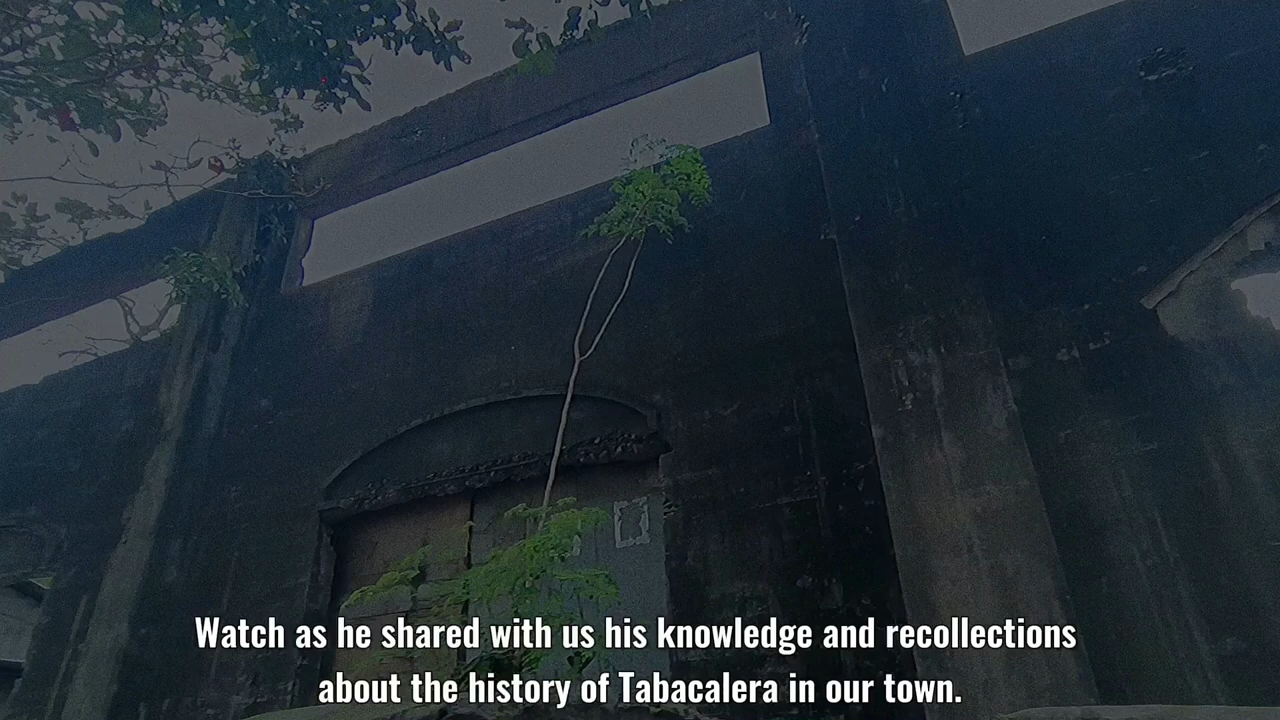 Watch as he shared with us his knowledge and recollections
about the history of Tabacalera in our town.